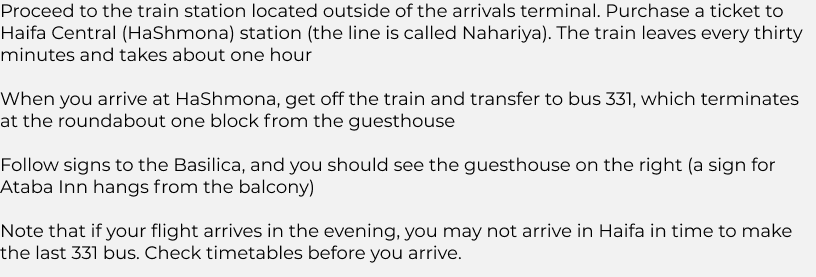 Proceed to the train station located outside of the arrivals terminal. Purchase a ticket to
Haifa Central (HaShmona) station (the line is called Nahariya). The train leaves every thirty
minutes and takes about one hour
When you arrive at HaShmona, get off the train and transfer to bus 331, which terminates
at the roundabout one block from the guesthouse
Follow signs to the Basilica, and you should see the guesthouse on the right (a sign for
Ataba Inn hangs from the balcony)
Note that if your flight arrives in the evening, you may not arrive in Haifa in time to make
the last 331 bus. Check timetables before you arrive.